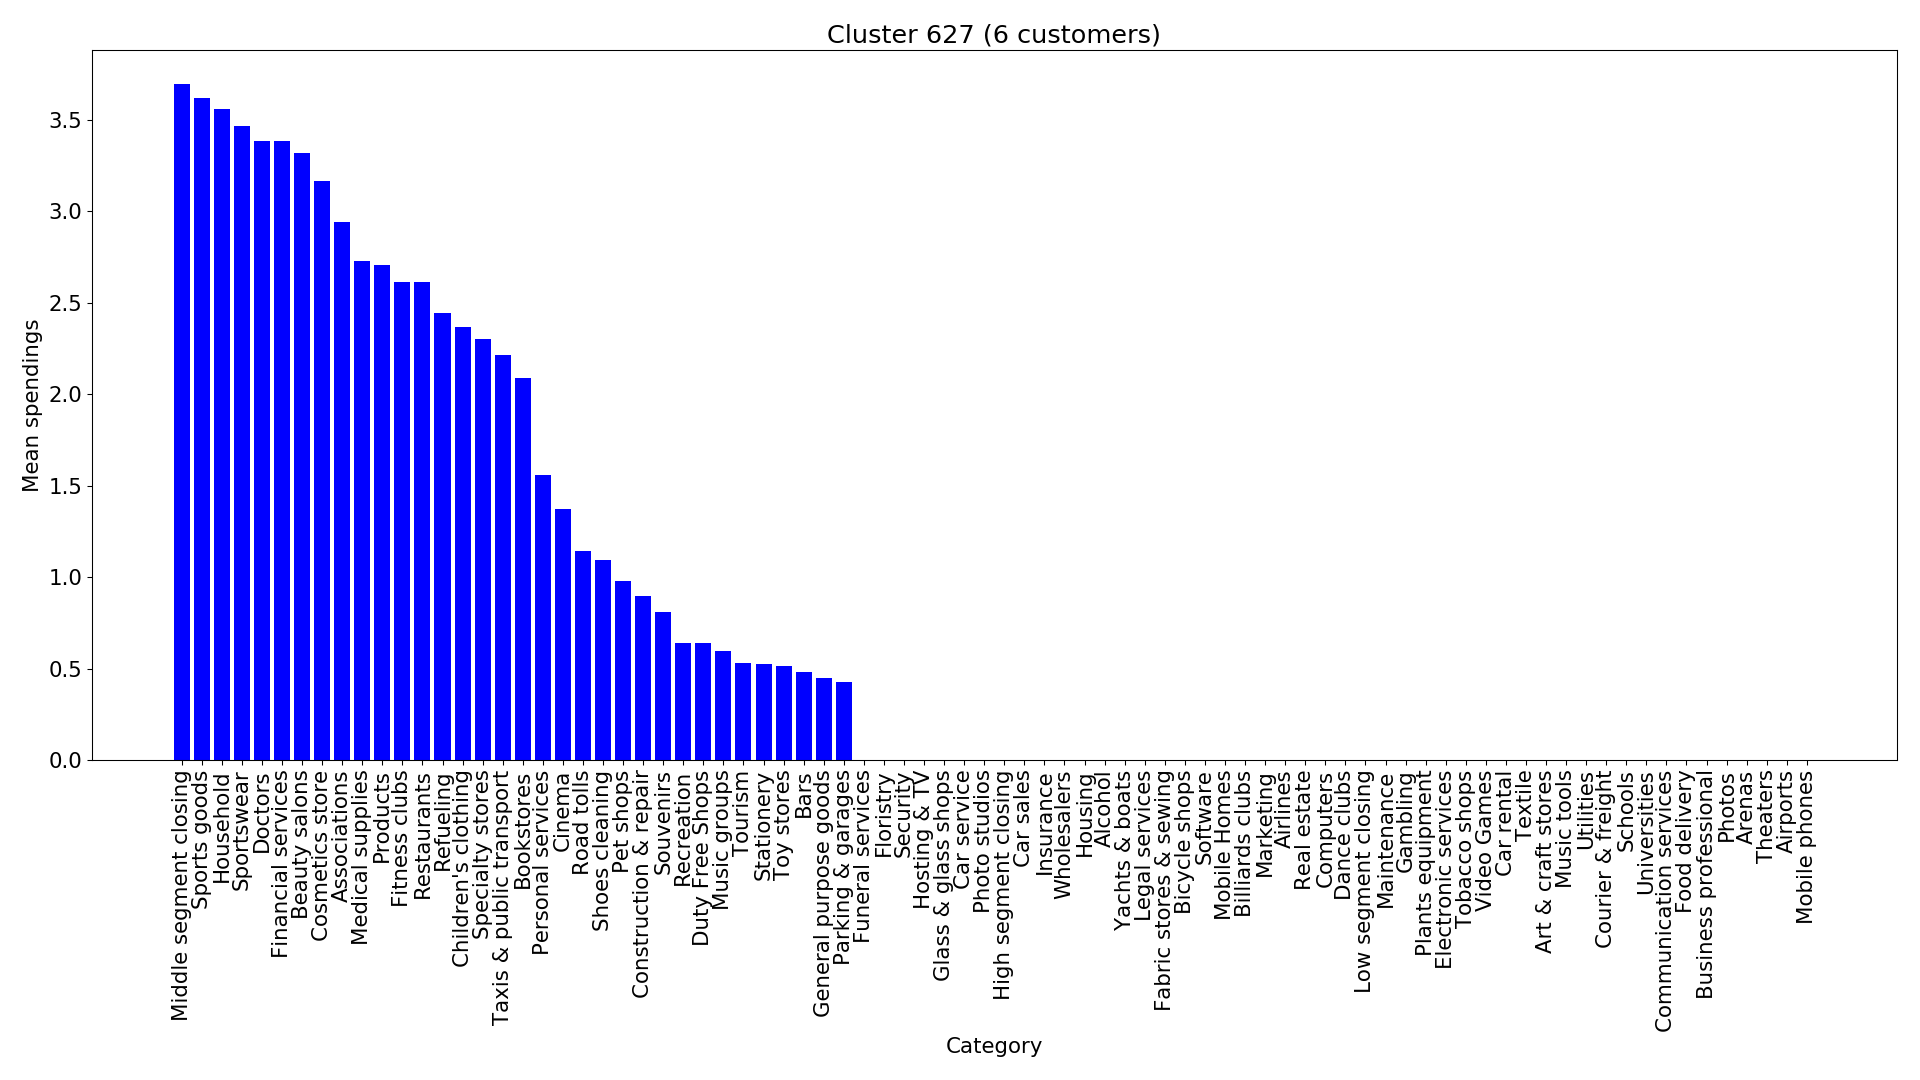 Cluster 627 (6 customers)
Mean spendings
3.5
3.0
2.5
2.0
1.5
1.0
0.5
0.0
Middle segment closing
Sports goods
Household
Sportswear
Doctors
Financial services
Beauty salons
Cosmetics store
Associations
Medical supplies
Products
Fitness clubs
Restaurants
Refuelling
Children's clothing
Specialty stores
Taxis & public transport
Bookstores
Personal services
Cinema
Road tolls
Shoes cleaning
Pet shops
Construction & repair
Souvenirs
Recreation
Duty Free Shops
Music groups
Tourism
Stationery
Toy stores
Bars
General purpose goods
Parking & garages
Funeral services
Floristry
Security
Hosting & TV
Glass & glass shops
Car service
Photo studios
High segment closing
Car sales
Insurance
Wholesalers
Housing
Alcohol
Yachts & boats
Legal services
Fabric stores & sewing
Bicycle shops
Software
Mobile Homes
Billiards clubs
Marketing
Airlines
Real estate
Computers
Dance clubs
Low segment closing
Maintenance
Gambling
Plants equipment
Electronic services
Tobacco shops
Video Games
Car rental
Textile
Art & craft stores
Music tools
Utilities
Courier & freight
Schools
Universities
Communication services
Food delivery
Business professional
Photos
Arenas
Theaters
Airports
Mobile phones
Category